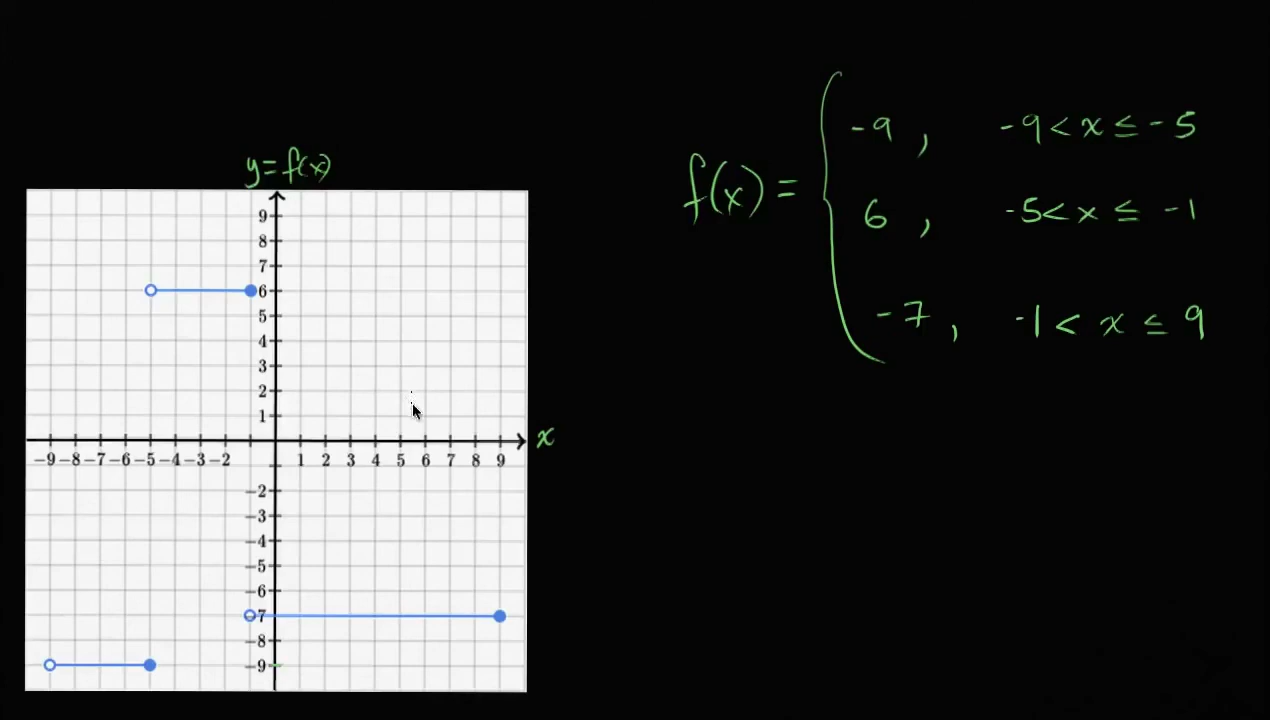 y=f(x)
9
8
7
6
5
4
3
2
1
x
−9 −8 −7 −6 −5 −4 −3 −2 1 2 3 4 5 6 7 8 9
−2
−3
−4
−5
−6
−7
−8
−9
f(x) = {
-9 , -9 < x ≤ -5
6 , -5 < x ≤ -1
-7 , -1 < x ≤ 9